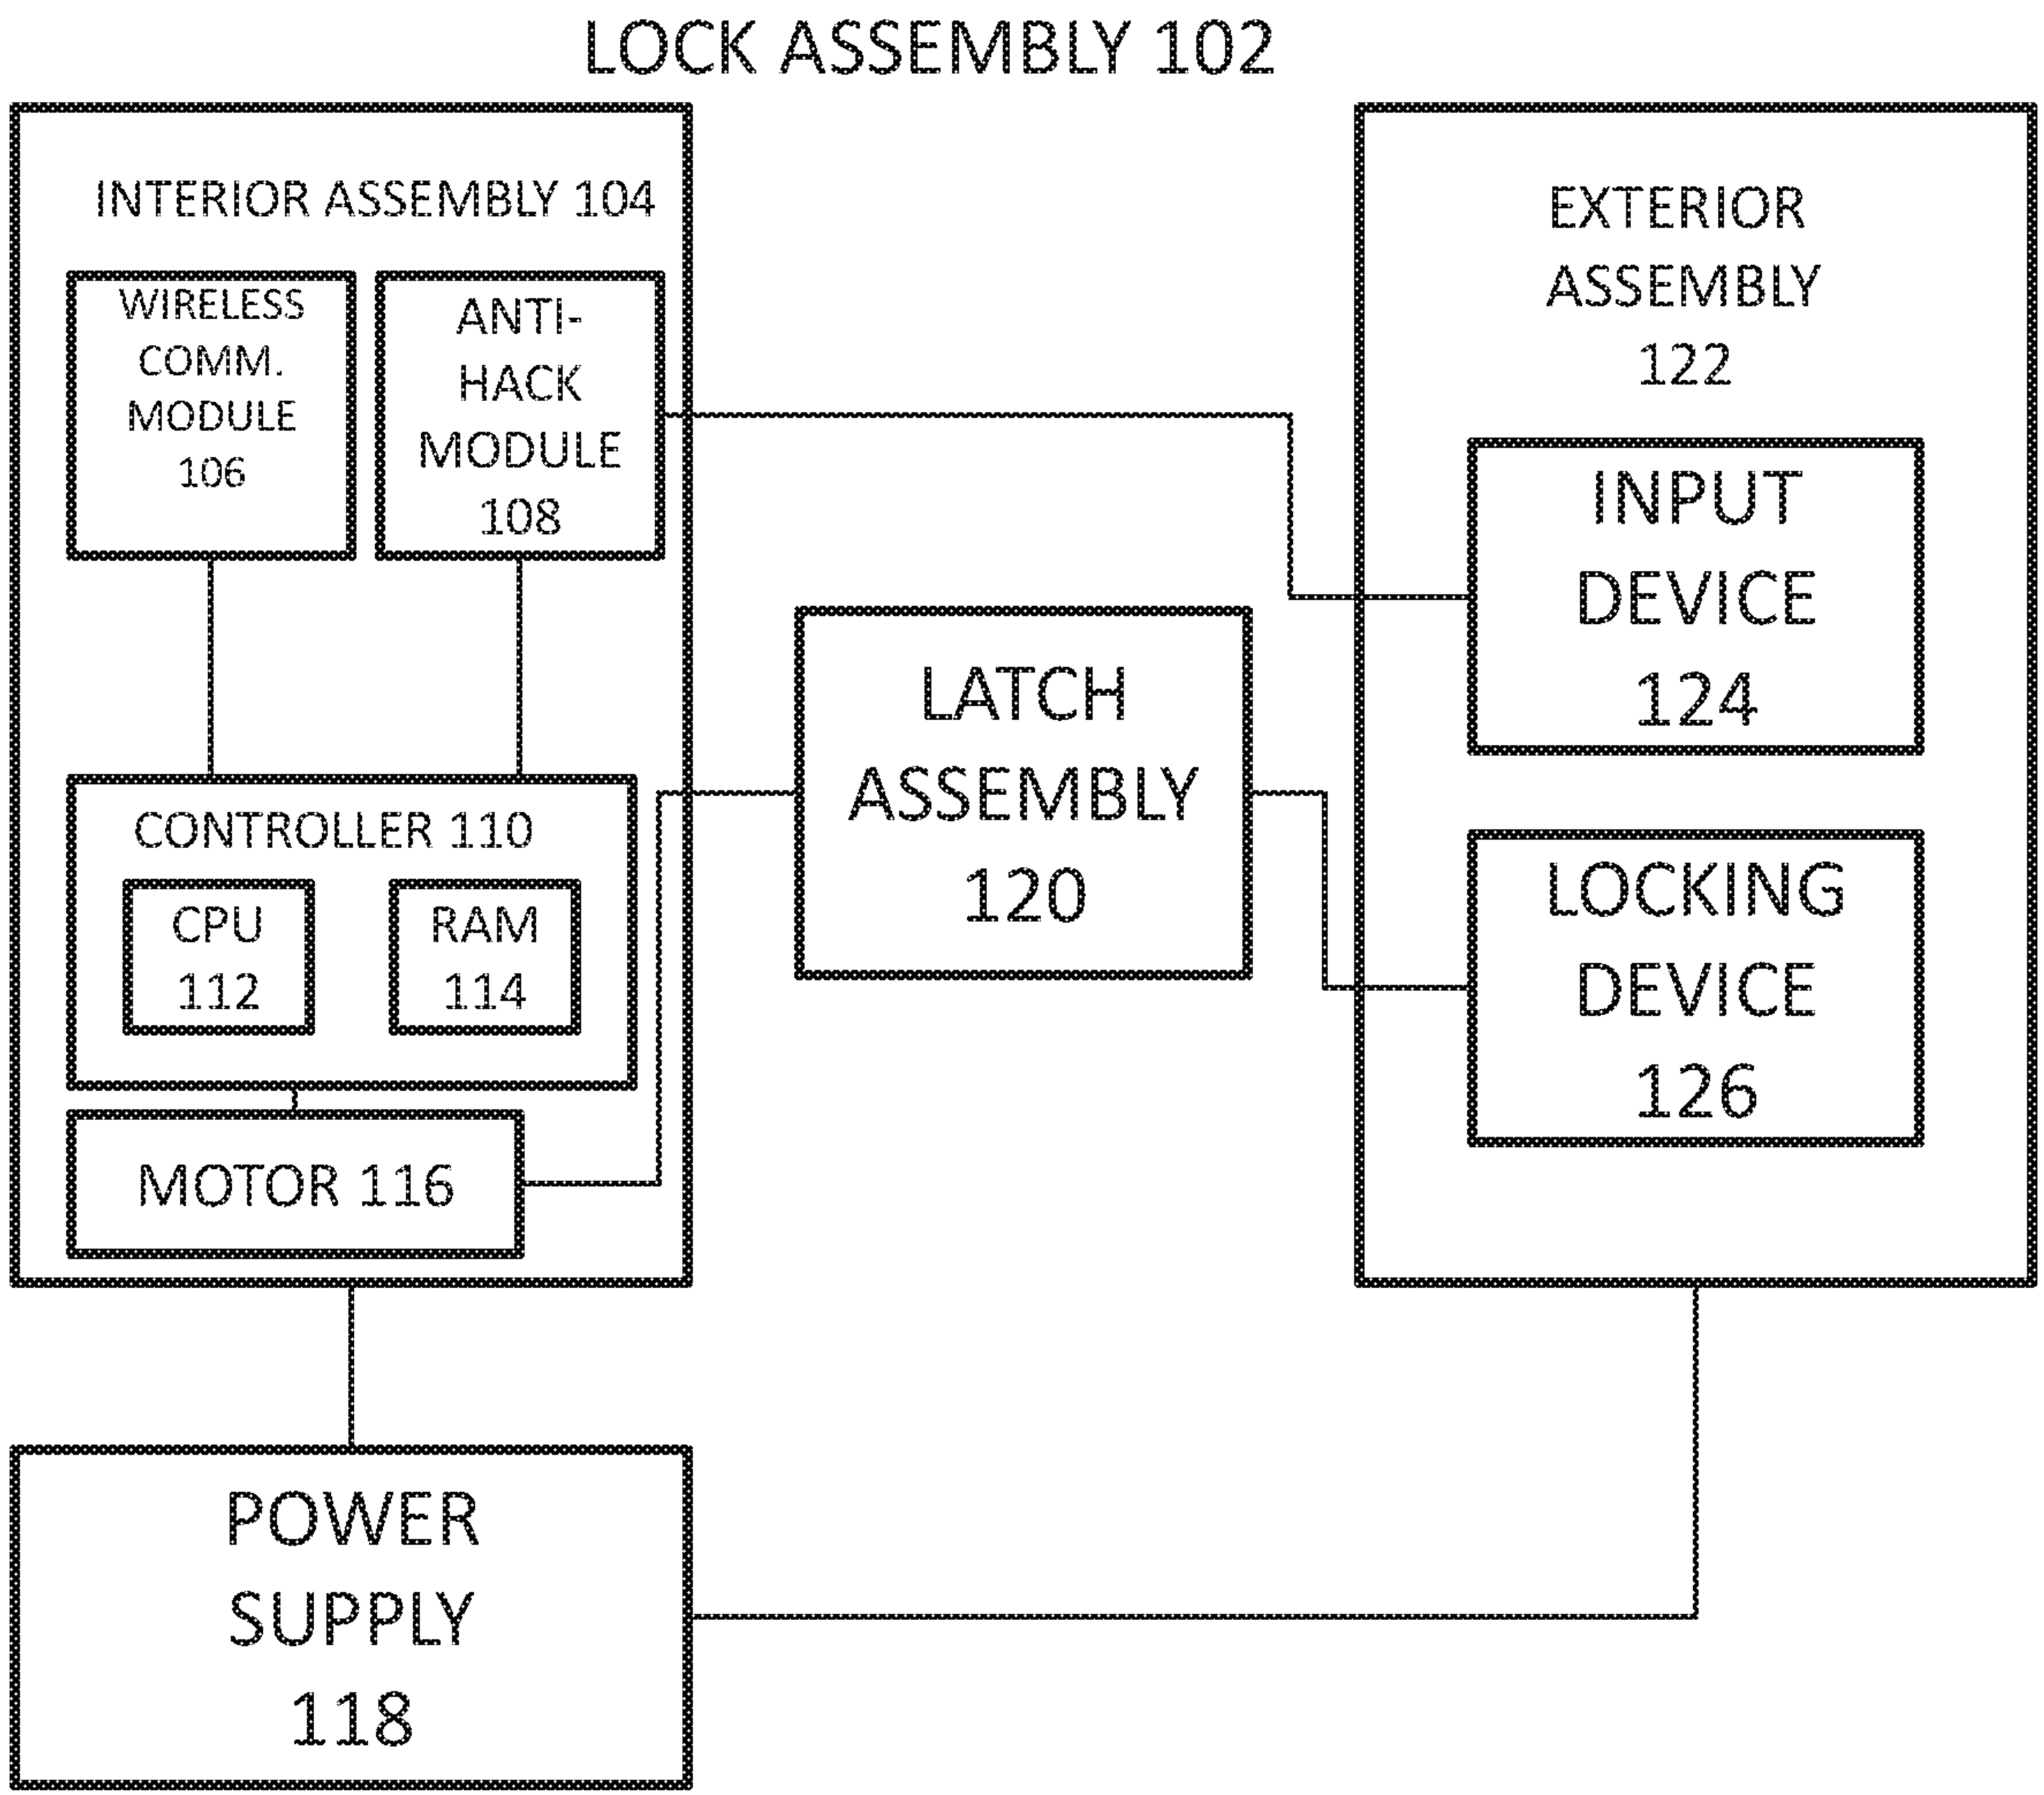 LOCK ASSEMBLY 102
INTERIOR ASSEMBLY 104
WIRELESS
COMM.
MODULE
106
ANTI-
HACK
MODULE
108
CONTROLLER 110
CPU
112
RAM
114
MOTOR 116
POWER
SUPPLY
118
LATCH
ASSEMBLY
120
EXTERIOR
ASSEMBLY
122
INPUT
DEVICE
124
LOCKING
DEVICE
126